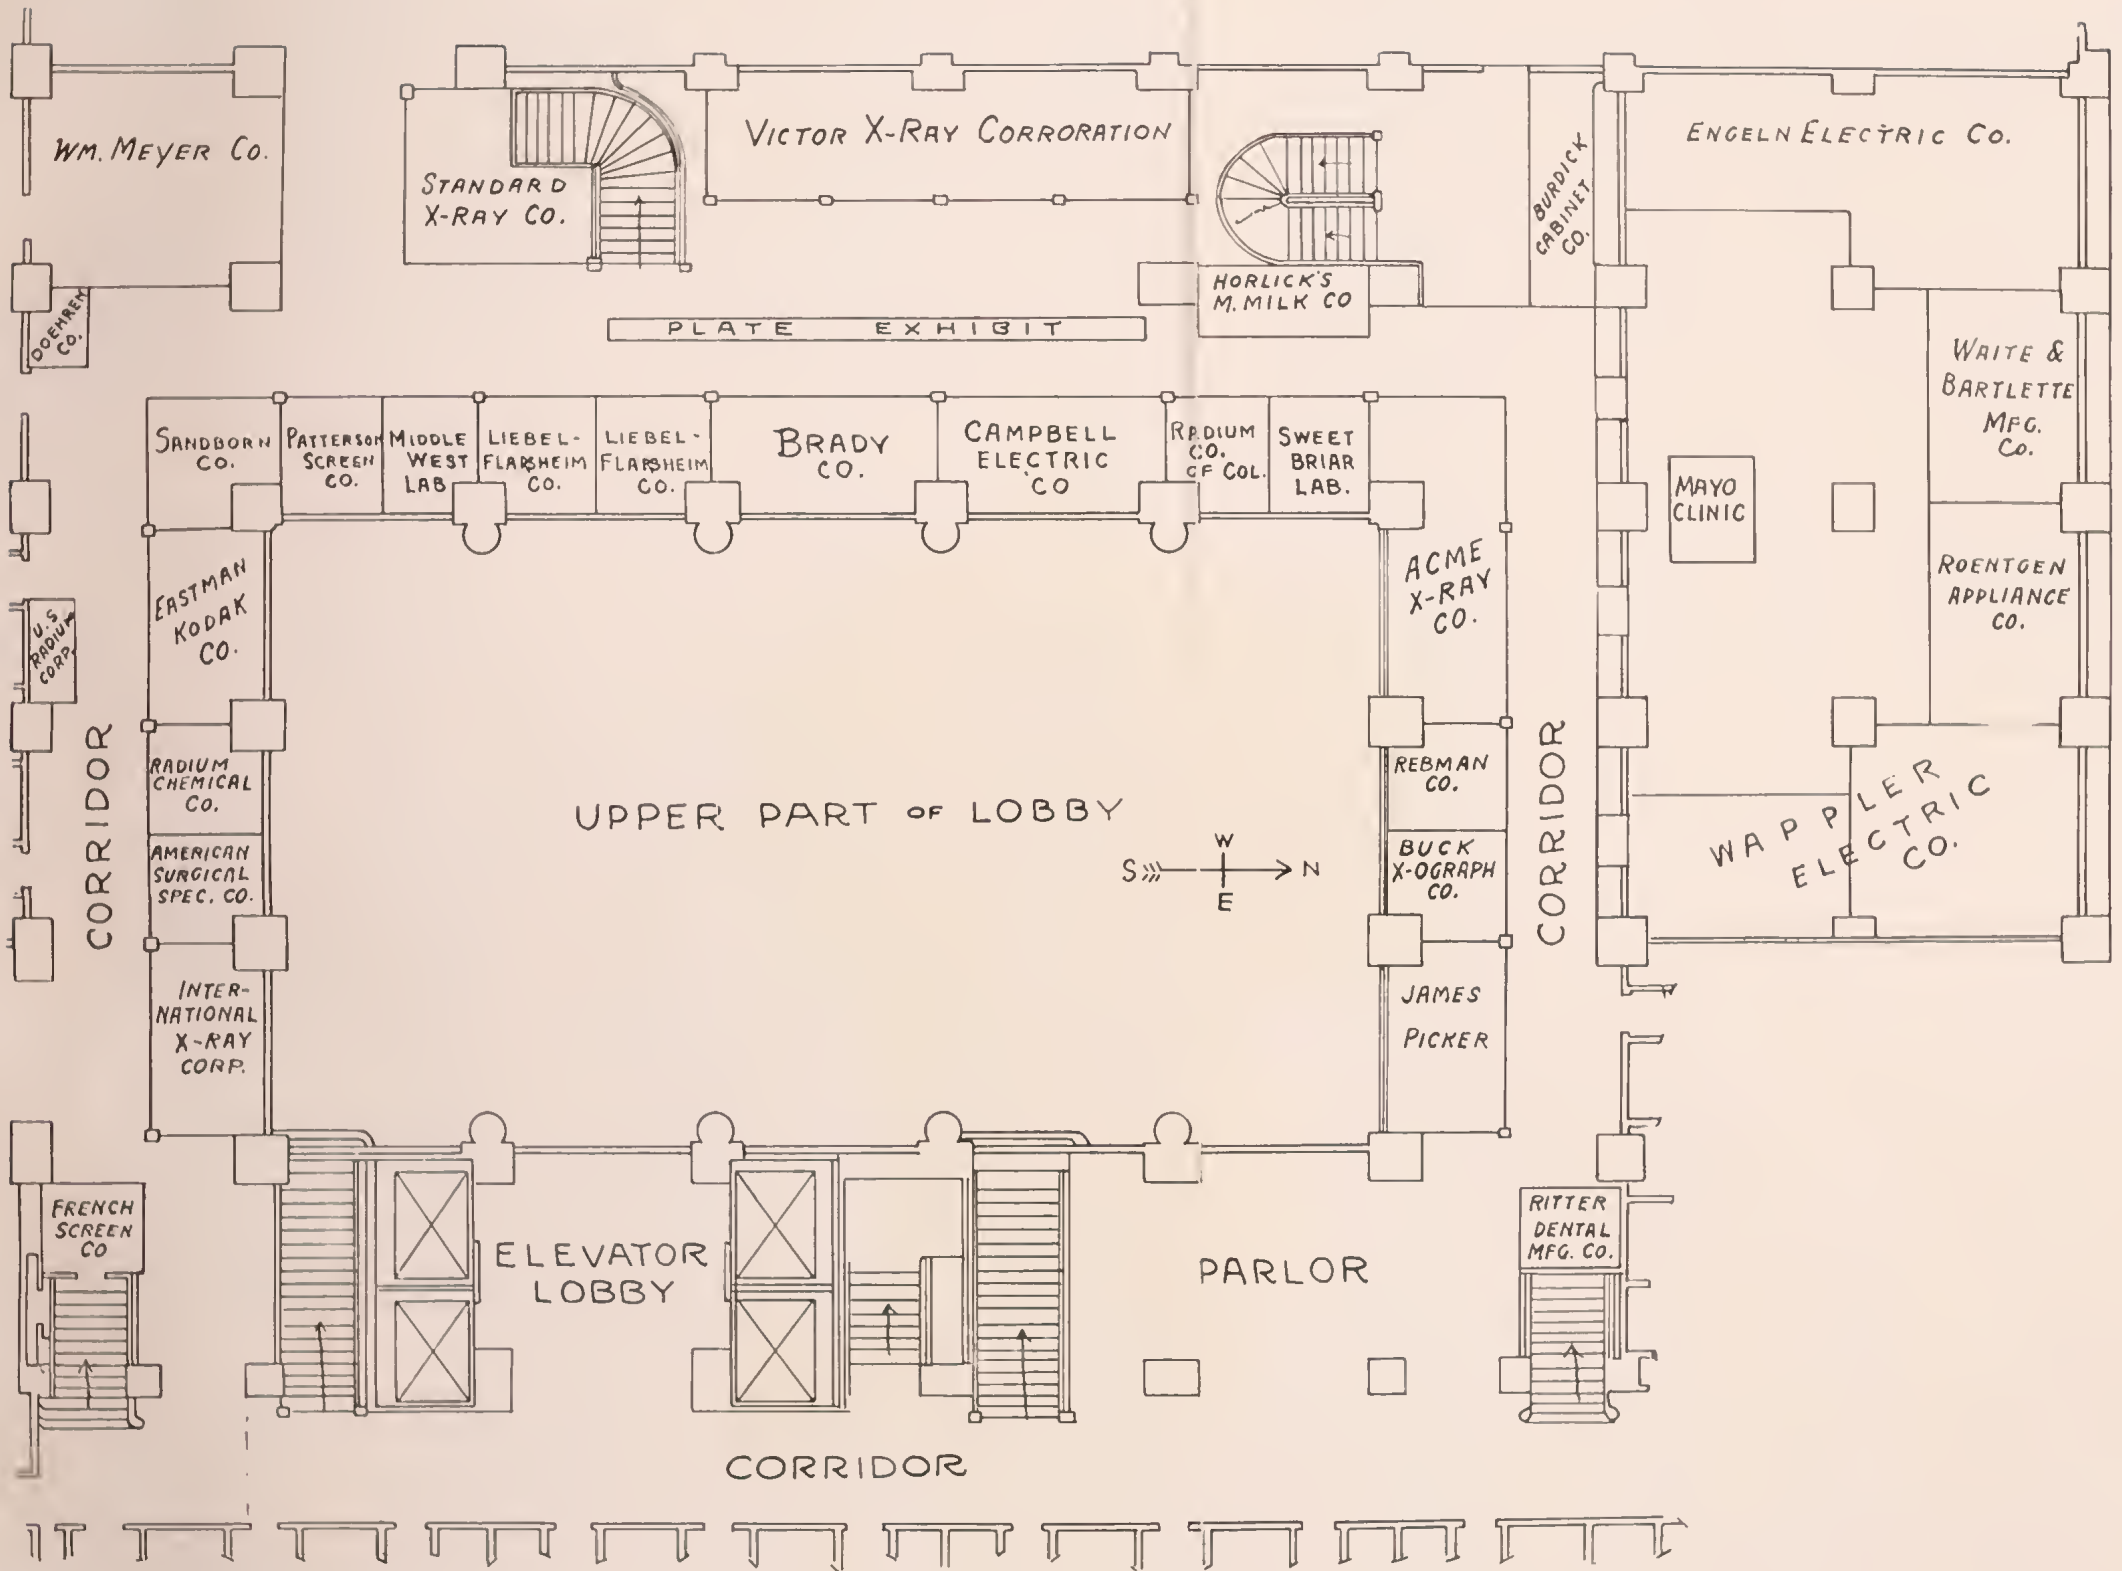 WM. MEYER CO.
STANDARD
X-RAY CO.
VICTOR X-RAY CORRORATION
BURDICK
CABINET
CO.
ENGELN ELECTRIC CO.
DOEHREN
CO.
PLATE EXHIBIT
HORLICK'S
M. MILK CO
WAITE &
BARTLETTE
MFG.
CO.
SANDBORN
CO.
PATTERSON
SCREEN
CO.
MIDDLE
WEST
LAB
LIEBEL-
FLARSHEIM
CO.
LIEBEL-
FLARSHEIM
CO.
BRADY
CO.
CAMPBELL
ELECTRIC
CO
RADIUM
CO.
OF COL.
SWEET
BRIAR
LAB.
MAYO
CLINIC
ROENTGEN
APPLIANCE
CO.
EASTMAN
KODAK
CO.
ACME
X-RAY
CO.
U.S
RADIUM
CORP.
CORRIDOR
RADIUM
CHEMICAL
CO.
UPPER PART OF LOBBY
REBMAN
CO.
CORRIDOR
WAPPLER
ELECTRIC
CO.
AMERICAN
SURGICAL
SPEC. CO.
W
S N
E
BUCK
X-OGRAPH
CO.
INTER-
NATIONAL
X-RAY
CORP.
JAMES
PICKER
FRENCH
SCREEN
CO
ELEVATOR
LOBBY
PARLOR
RITTER
DENTAL
MFG. CO.
CORRIDOR